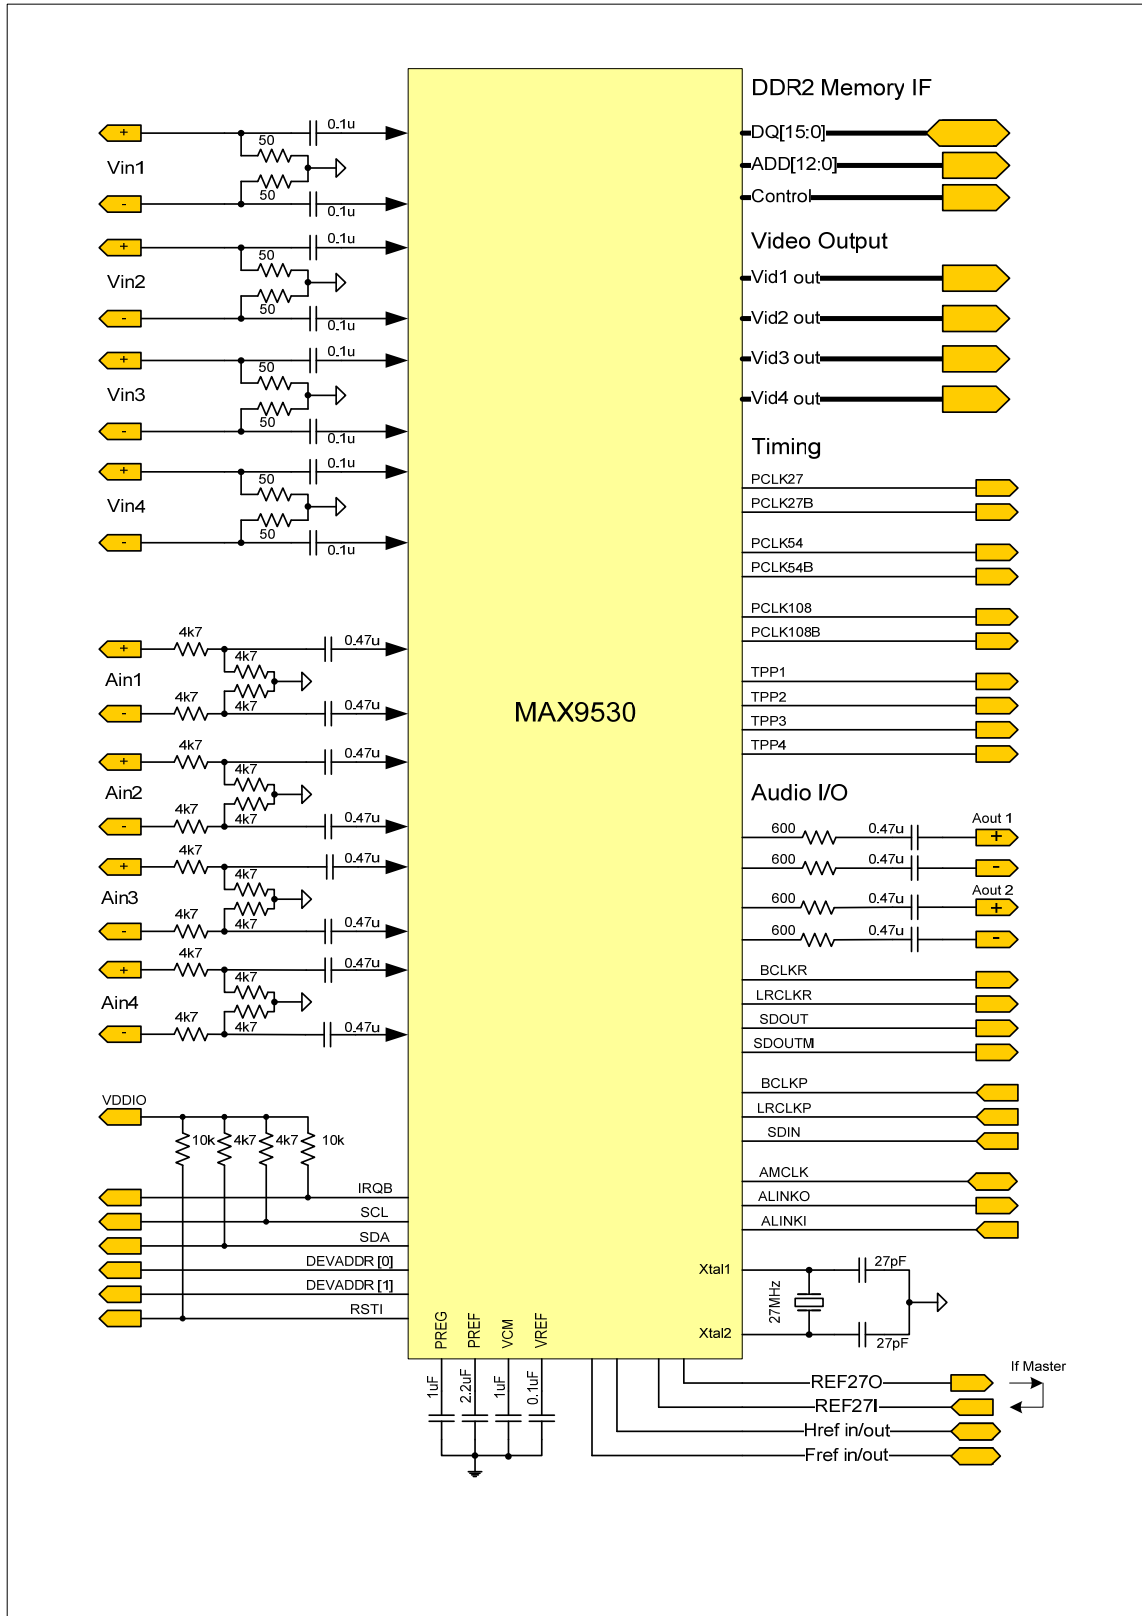 DDR2 Memory IF
+
0.1u
50
Vin1
50
-
0.1u
+
0.1u
50
Vin2
50
-
0.1u
+
0.1u
50
Vin3
50
-
0.1u
+
0.1u
50
Vin4
50
-
0.1u
DQ[15:0]
ADD[12:0]
Control
Video Output
Vid1 out
Vid2 out
Vid3 out
Vid4 out
Timing
PCLK27
PCLK27B
PCLK54
PCLK54B
PCLK108
PCLK108B
TPP1
TPP2
TPP3
TPP4
MAX9530
4k7
+
0.47u
4k7
Ain1
4k7
4k7
-
0.47u
4k7
+
0.47u
4k7
Ain2
4k7
4k7
-
0.47u
4k7
+
0.47u
4k7
Ain3
4k7
4k7
-
0.47u
4k7
+
0.47u
4k7
Ain4
4k7
4k7
-
0.47u
Audio I/O
600
0.47u
Aout 1
+
600
0.47u
-
600
0.47u
Aout 2
+
600
0.47u
-
BCLKR
LRCLKR
SDOUT
SDOUTMI
BCLKP
LRCLKP
SDIN
AMCLK
ALINKO
ALINKI
VDDIO
10k
4k7
4k7
10k
IRQB
SCL
SDA
DEVADDR [0]
DEVADDR [1]
RSTI
Xtal1
27pF
27MHz
Xtal2
27pF
PREG
PREF
VCM
VREF
1uF
2.2uF
1uF
0.1uF
REF27O
If Master
REF27I
Href in/out
Fref in/out